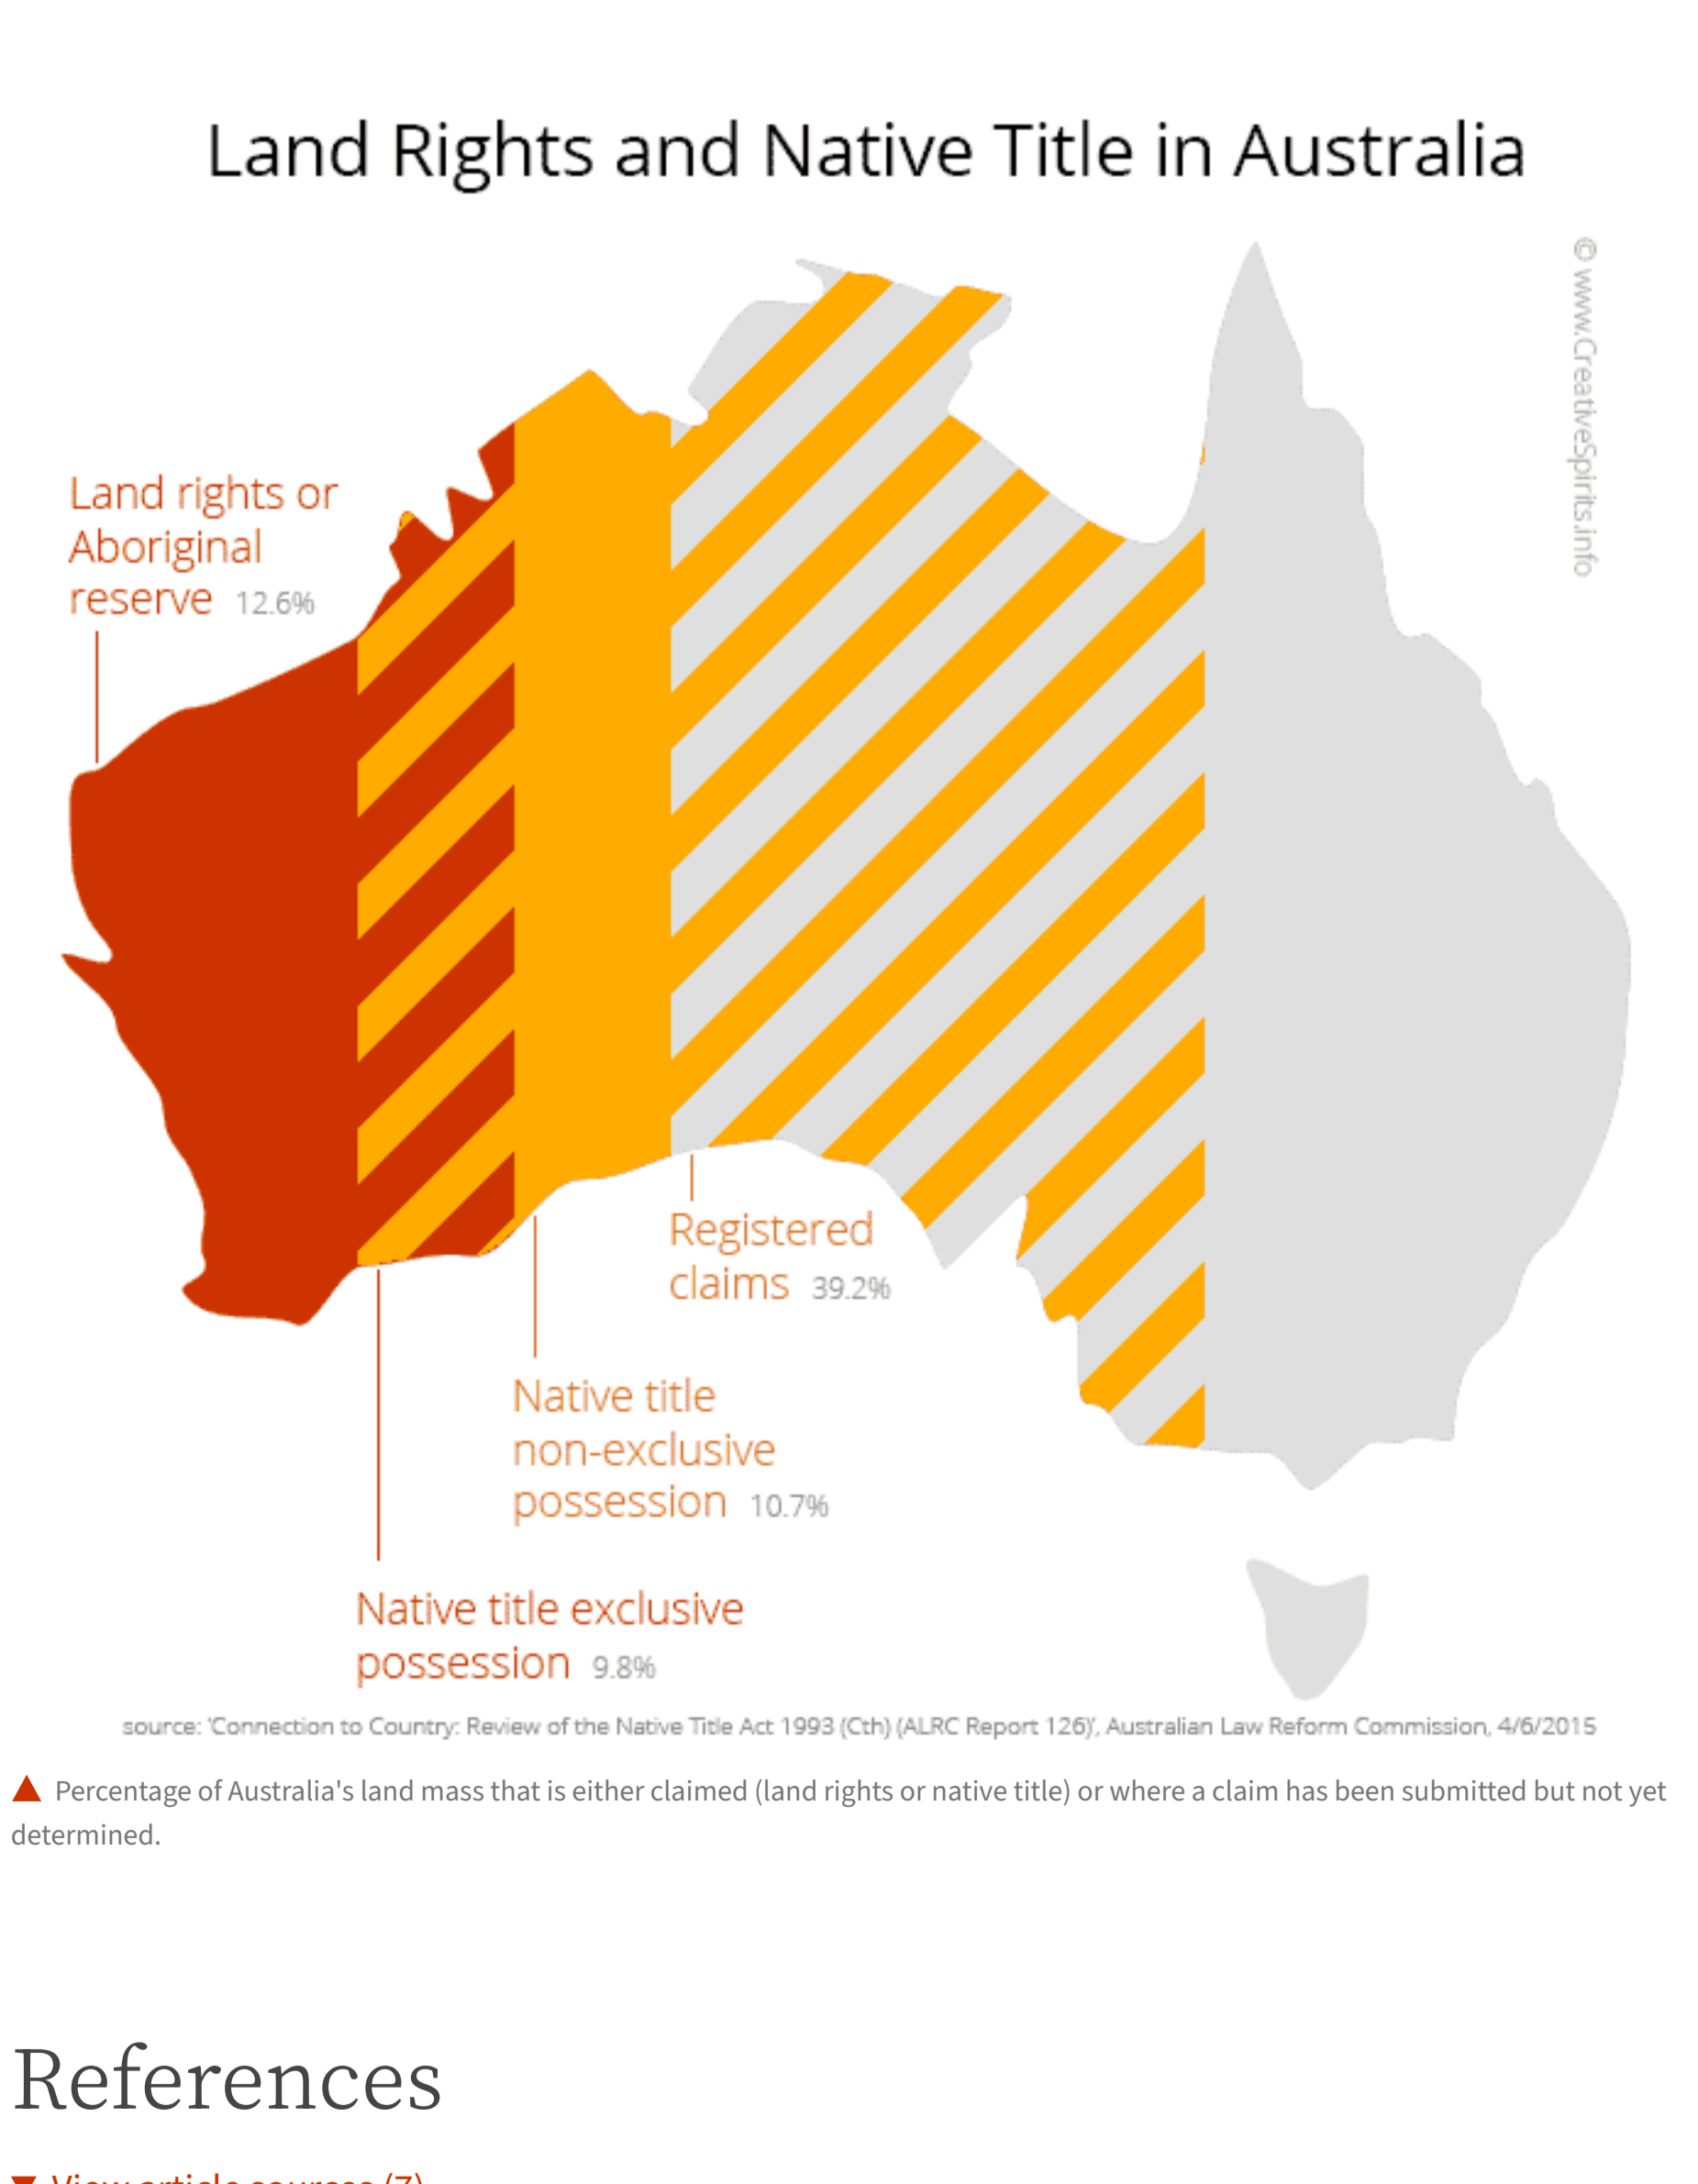 Land Rights and Native Title in Australia
© www.CreativeSpirits.info
Land rights or
Aboriginal
reserve 12.6%
Registered
claims 39.2%
Native title
non-exclusive
possession 10.7%
Native title exclusive
possession 9.8%
source: 'Connection to Country: Review of the Native Title Act 1993 (Cth) (ALRC Report 126)', Australian Law Reform Commission, 4/6/2015
▲ Percentage of Australia's land mass that is either claimed (land rights or native title) or where a claim has been submitted but not yet
determined.
References
▼ View article sources (7)